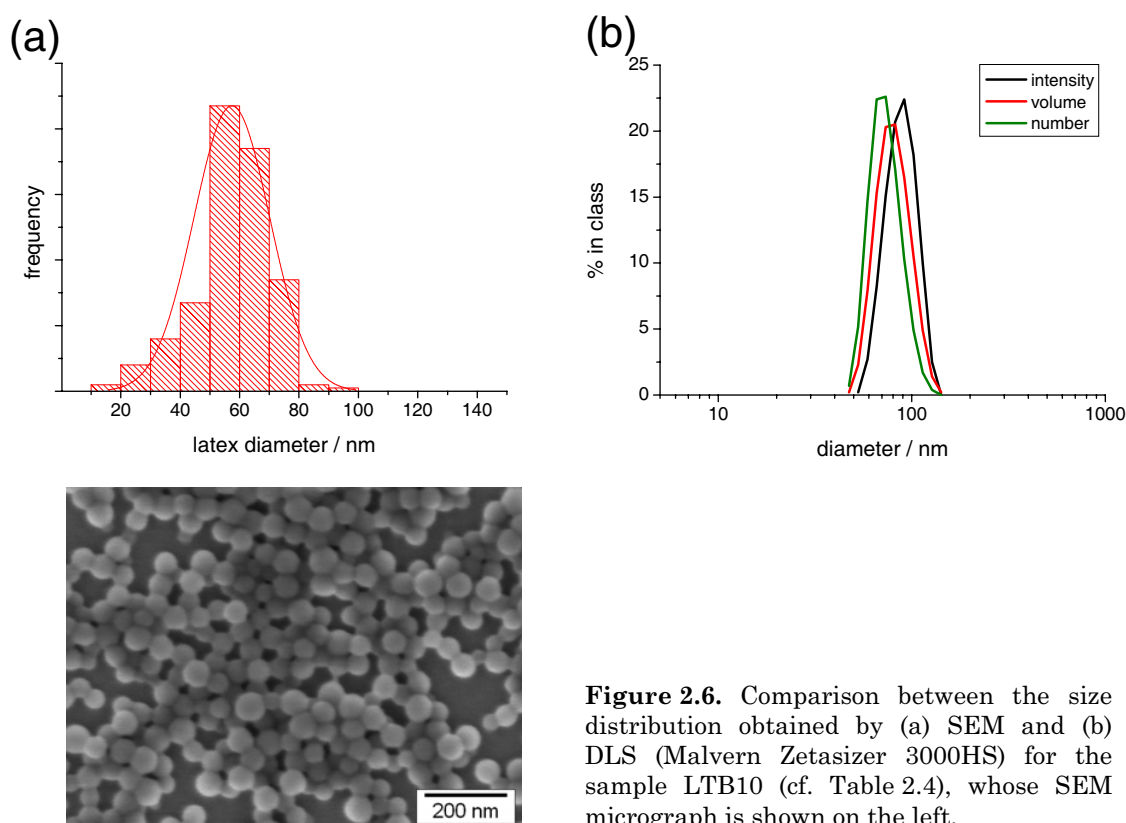 (a)
frequency
20 40 60 80 100 120 140
latex diameter / nm
(b)
25
20
15
10
5
0
% in class
intensity
volume
number
10 100 1000
diameter / nm
200 nm
Figure 2.6. Comparison between the size
distribution obtained by (a) SEM and (b)
DLS (Malvern Zetasizer 3000HS) for the
sample LTB10 (cf. Table 2.4), whose SEM
micrograph is shown on the left.